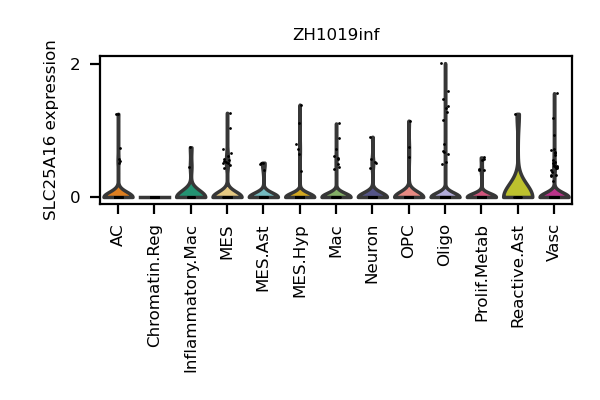 ZH1019inf
SLC25A16 expression
2
0
AC
Chromatin.Reg
Inflammatory.Mac
MES
MES.Ast
MES.Hyp
Mac
Neuron
OPC
Oligo
Prolif.Metab
Reactive.Ast
Vasc